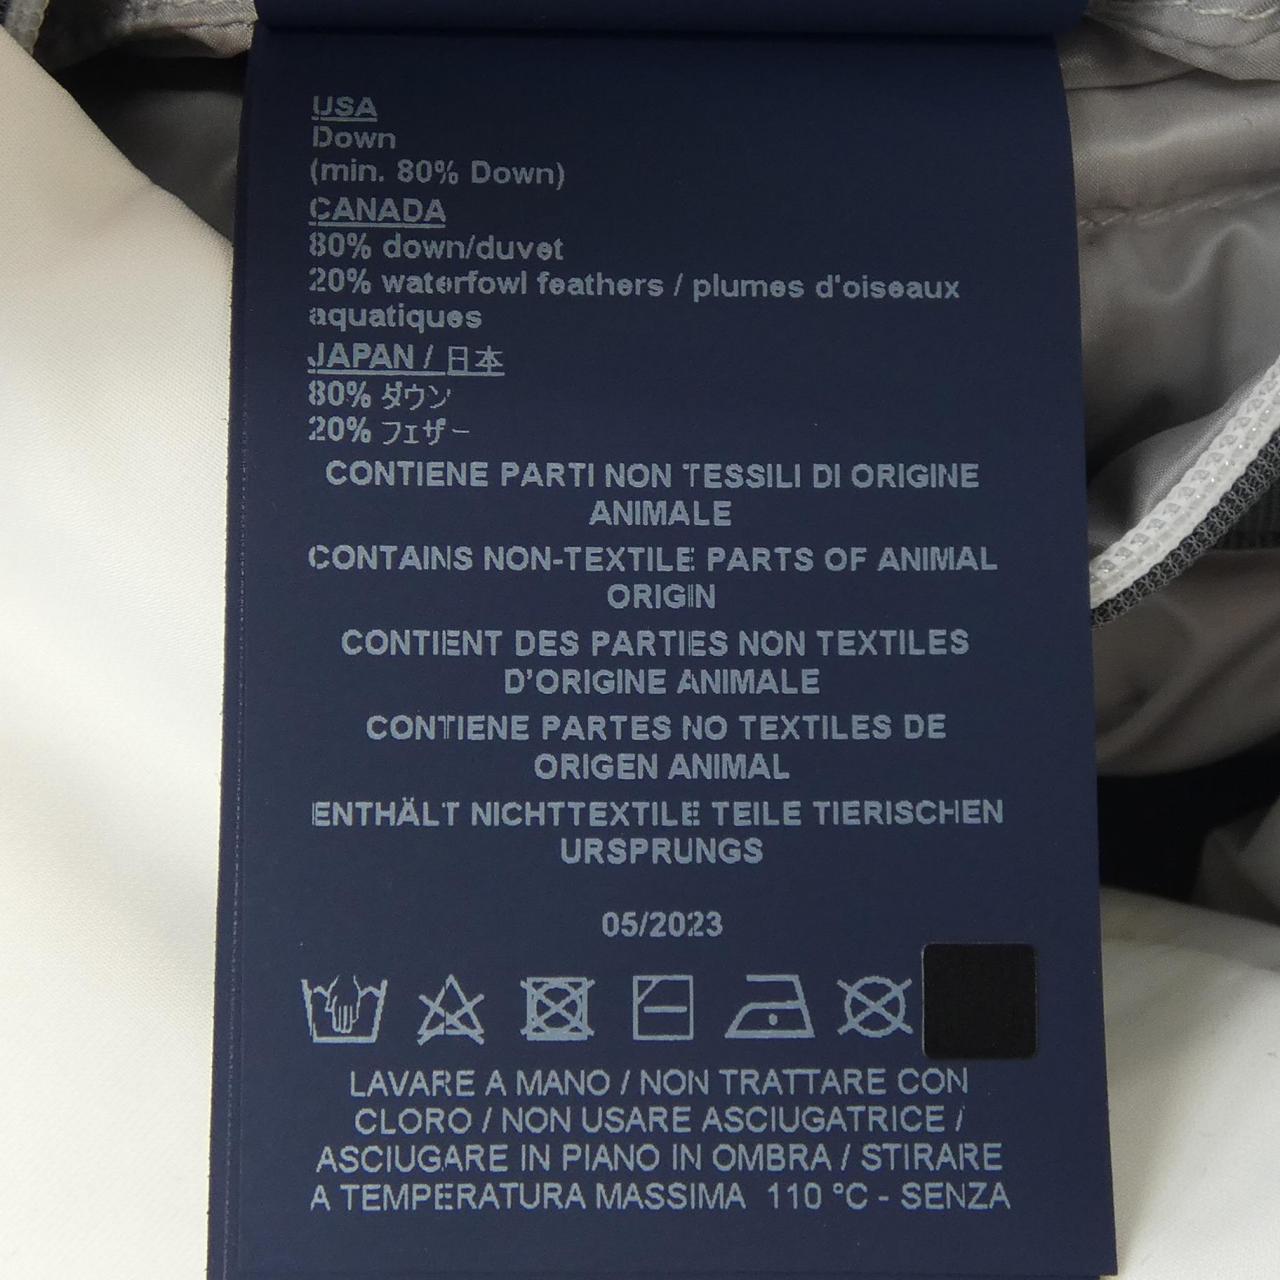 USA
Down
(min. 80% Down)
CANADA
80% down/duvet
20% waterfowl feathers / plumes d'oiseaux
aquatiques
JAPAN / 日本
80% ダウン
20% フェザー
CONTIENE PARTI NON TESSILI DI ORIGINE
ANIMALE
CONTAINS NON-TEXTILE PARTS OF ANIMAL
ORIGIN
CONTIENT DES PARTIES NON TEXTILES
D’ORIGINE ANIMALE
CONTIENE PARTES NO TEXTILES DE
ORIGEN ANIMAL
ENTHÄLT NICHTTEXTILE TEILE TIERISCHEN
URSPRUNGS
05/2023
LAVARE A MANO / NON TRATTARE CON
CLORO / NON USARE ASCIUGATRICE /
ASCIUGARE IN PIANO IN OMBRA / STIRARE
A TEMPERATURA MASSIMA 110 °C - SENZA